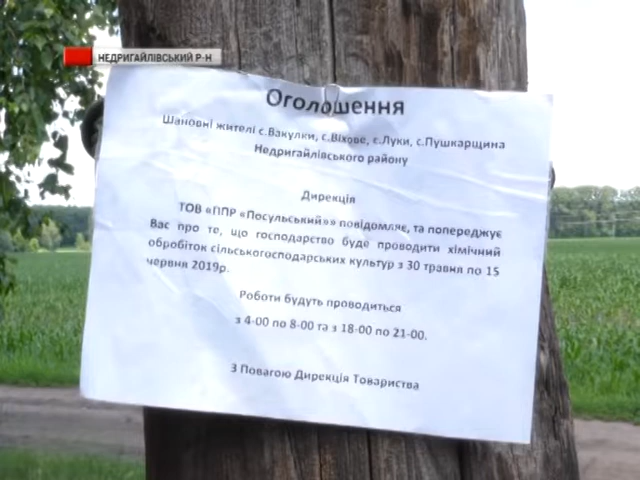 НЕДРИГАЙЛІВСЬКИЙ Р-Н
Оголошення
Шановні жителі с.Вакулки, с.Віхове, с.Луки, с.Пушкарщина
Недригайлівського району
Дирекція
ТОВ «ППР «Посульський»» повідомляє, та попереджує
Вас про те, що господарство буде проводити хімічний
обробіток сільськогосподарських культур з 30 травня по 15
червня 2019р.
Роботи будуть проводиться
з 4-00 по 8-00 та з 18-00 по 21-00.
З Повагою Дирекція Товариства